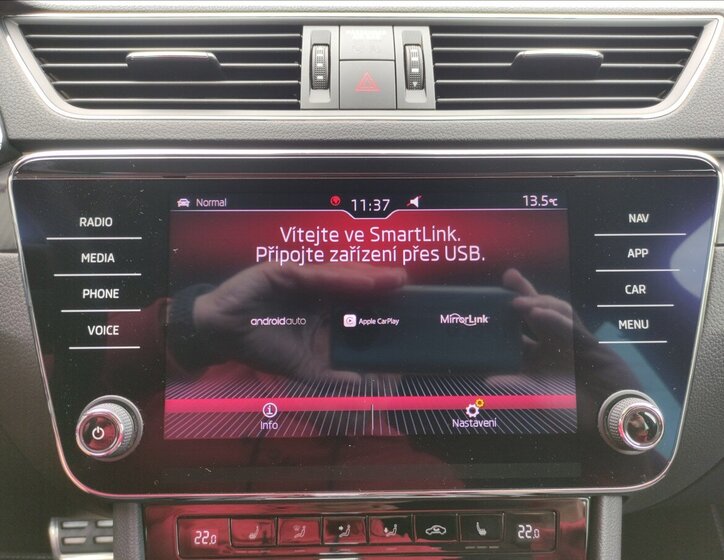 Normal 11:37 13.5°C
RADIO
MEDIA
PHONE
VOICE
Vítejte ve SmartLink.
Připojte zařízení přes USB.
androidauto Apple CarPlay MirrorLink
Info Nastavení
NAV
APP
CAR
MENU
22.0 22.0